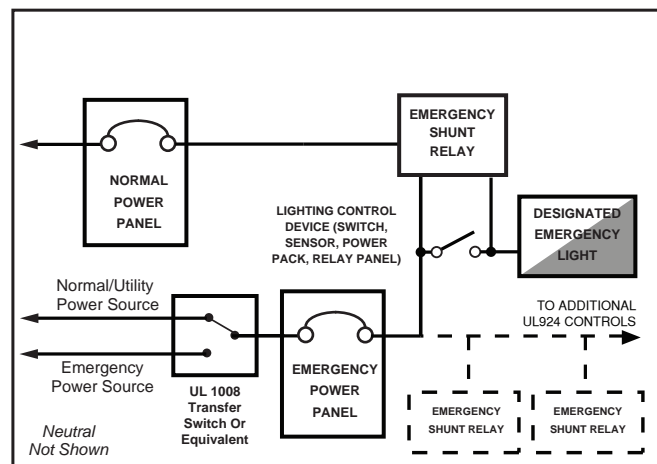 EMERGENCY
SHUNT
RELAY
NORMAL
POWER
PANEL
LIGHTING CONTROL
DEVICE (SWITCH,
SENSOR, POWER
PACK, RELAY PANEL)
DESIGNATED
EMERGENCY
LIGHT
Normal/Utility
Power Source
Emergency
Power Source
UL 1008
Transfer
Switch Or
Equivalent
EMERGENCY
POWER
PANEL
TO ADDITIONAL
UL924 CONTROLS
EMERGENCY
SHUNT RELAY
EMERGENCY
SHUNT RELAY
Neutral
Not Shown